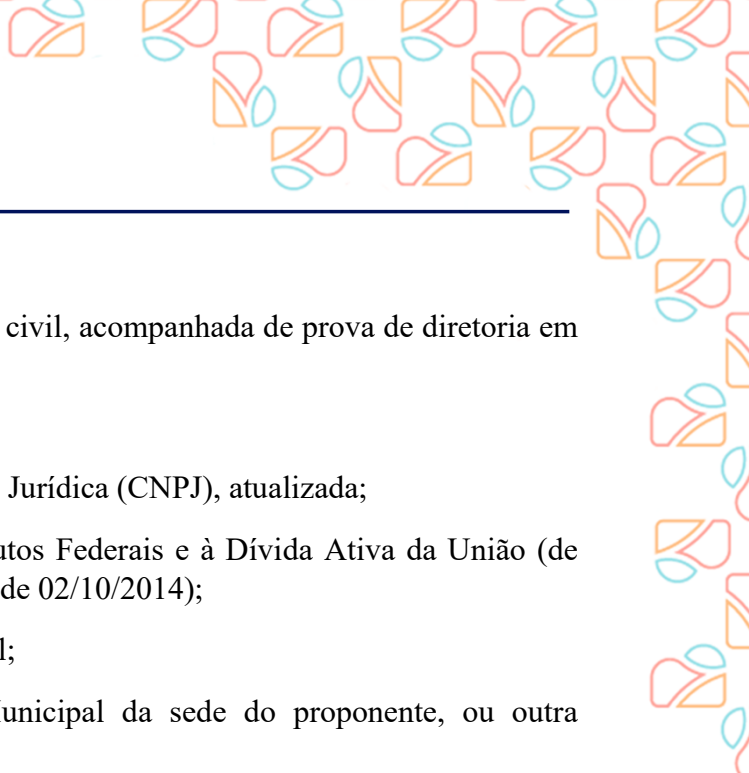 civil, acompanhada de prova de diretoria em
Jurídica (CNPJ), atualizada;
utos Federais e à Dívida Ativa da União (de
de 02/10/2014);
l;
unicipal da sede do proponente, ou outra